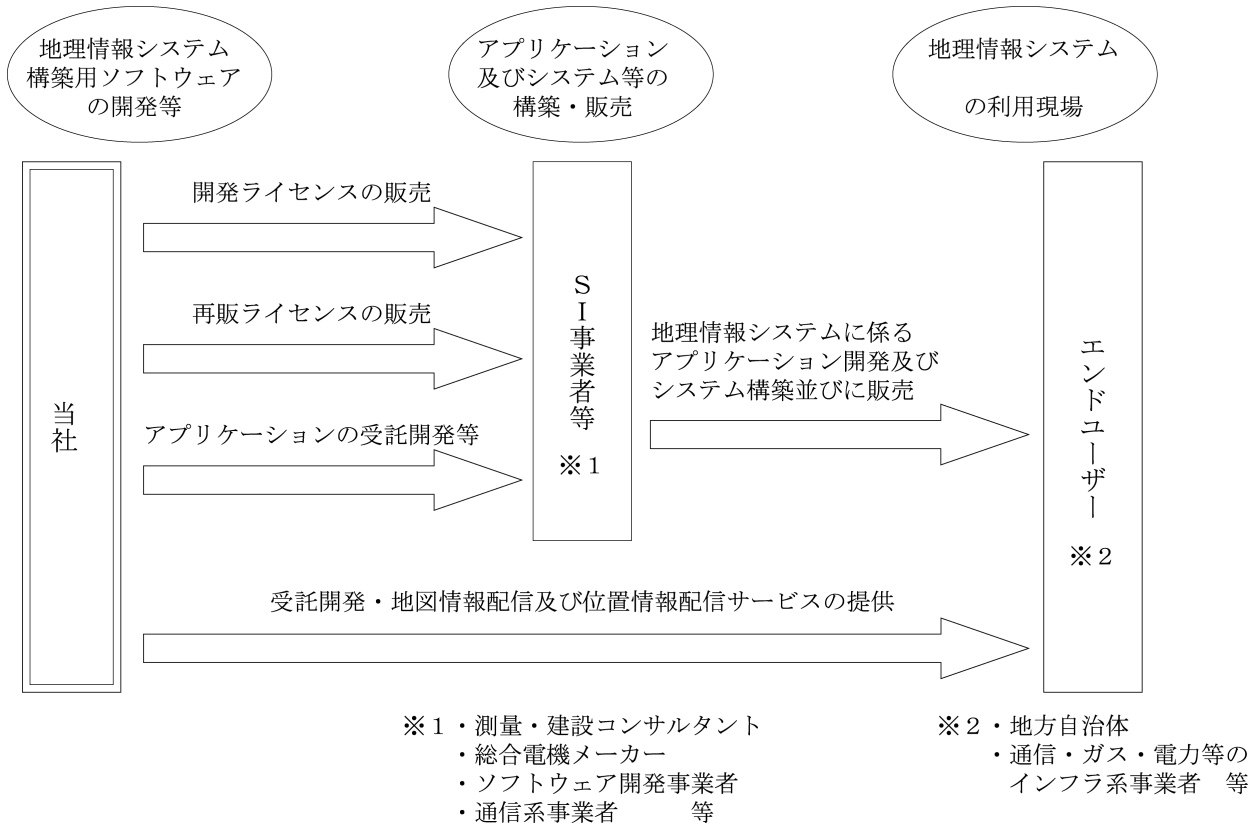 地理情報システム
構築用ソフトウェア
の開発等
アプリケーション
及びシステム等の
構築・販売
地理情報システム
の利用現場
当社
開発ライセンスの販売
再販ライセンスの販売
アプリケーションの受託開発等
ＳＩ事業者等
※１
地理情報システムに係る
アプリケーション開発及び
システム構築並びに販売
エンドユーザー
※２
受託開発・地図情報配信及び位置情報配信サービスの提供
※１・測量・建設コンサルタント
・総合電機メーカー
・ソフトウェア開発事業者
・通信系事業者　　　等
※２・地方自治体
・通信・ガス・電力等の
インフラ系事業者　等